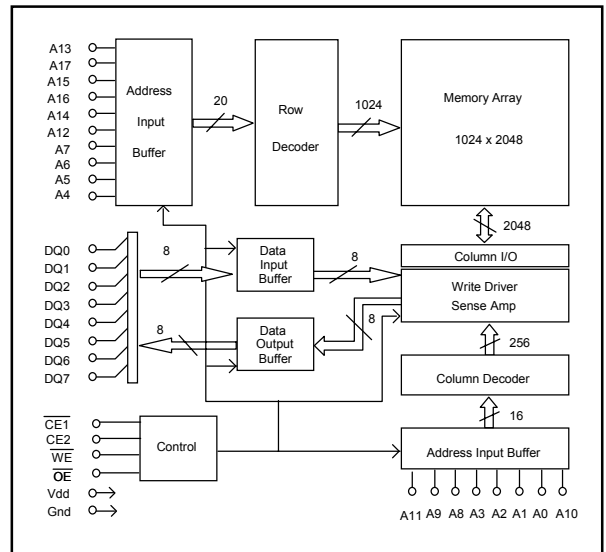 A13
A17
A15
A16
A14
A12
A7
A6
A5
A4
Address
Input
Buffer
20
Row
Decoder
1024
Memory Array
1024 x 2048
2048
DQ0
DQ1
DQ2
DQ3
DQ4
DQ5
DQ6
DQ7
8
Data
Input
Buffer
8
Column I/O
Write Driver
Sense Amp
8
Data
Output
Buffer
8
256
Column Decoder
16
C̅E̅1̅
CE2
W̅E̅
O̅E̅
Vdd
Gnd
Control
Address Input Buffer
A11 A9 A8 A3 A2 A1 A0 A10